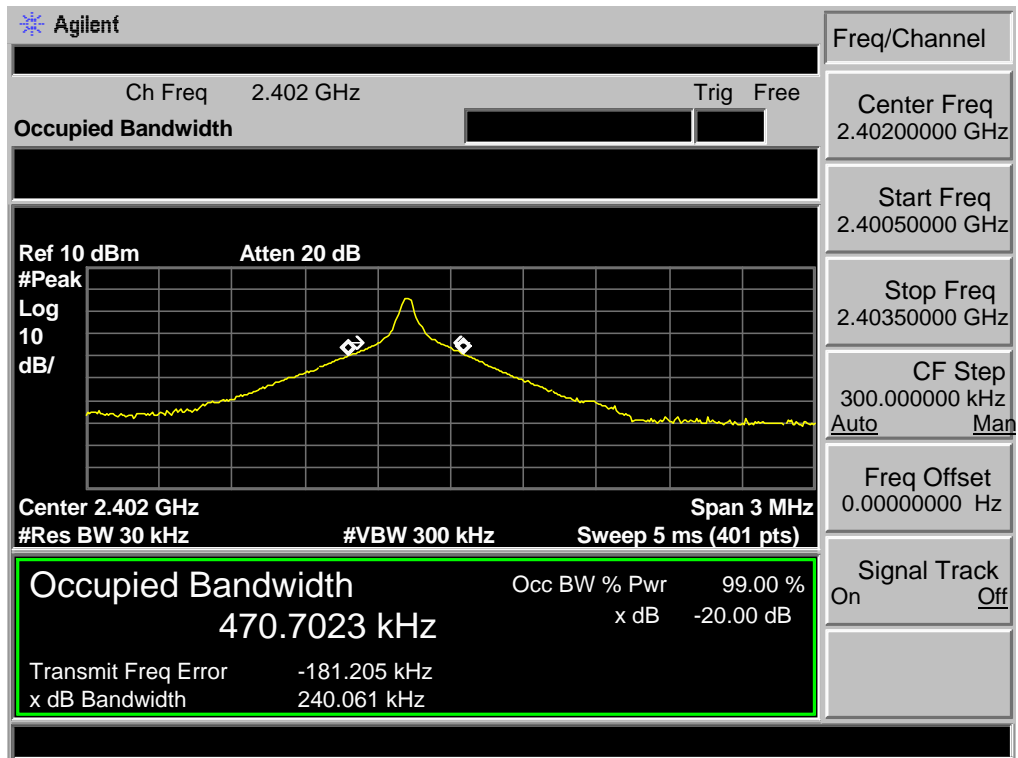 Agilent
Ch Freq 2.402 GHz Trig Free
Occupied Bandwidth
Ref 10 dBm Atten 20 dB
#Peak
Log
10
dB/
Center 2.402 GHz Span 3 MHz
#Res BW 30 kHz #VBW 300 kHz Sweep 5 ms (401 pts)
Occupied Bandwidth
470.7023 kHz
Occ BW % Pwr 99.00 %
x dB -20.00 dB
Transmit Freq Error -181.205 kHz
x dB Bandwidth 240.061 kHz
Freq/Channel
Center Freq
2.40200000 GHz
Start Freq
2.40050000 GHz
Stop Freq
2.40350000 GHz
CF Step
300.000000 kHz
Auto Man
Freq Offset
0.00000000 Hz
Signal Track
On Off